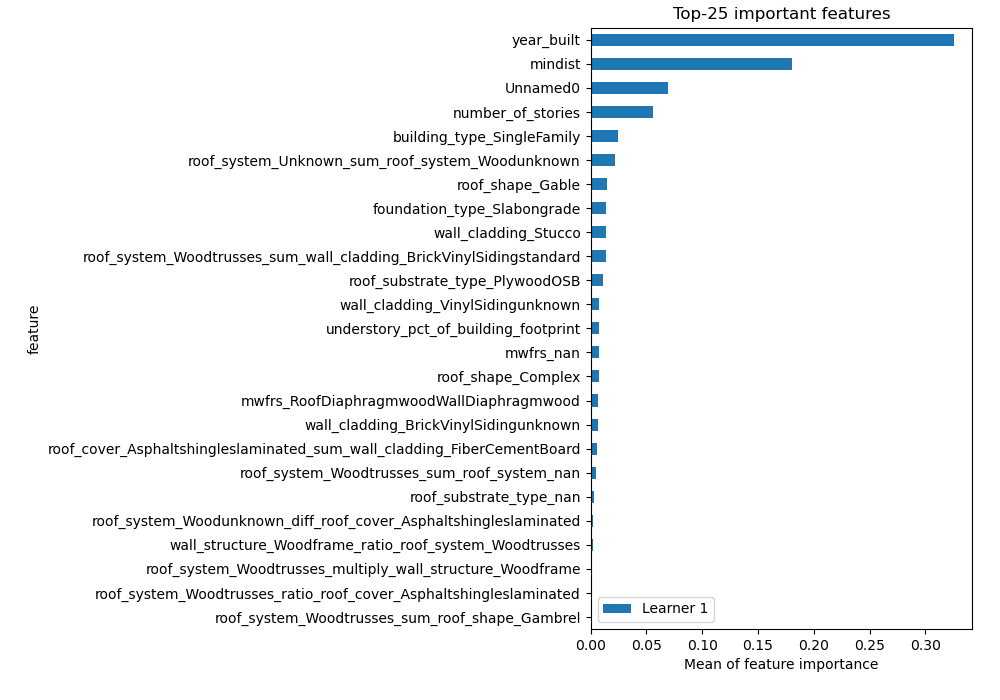 Top-25 important features
year_built
mindist
Unnamed0
number_of_stories
building_type_SingleFamily
roof_system_Unknown_sum_roof_system_Woodunknown
roof_shape_Gable
foundation_type_Slabongrade
wall_cladding_Stucco
roof_system_Woodtrusses_sum_wall_cladding_BrickVinylSidingstandard
roof_substrate_type_PlywoodOSB
wall_cladding_VinylSidingunknown
understory_pct_of_building_footprint
mwfrs_nan
roof_shape_Complex
mwfrs_RoofDiaphragmwoodWallDiaphragmwood
wall_cladding_BrickVinylSidingunknown
roof_cover_Asphaltshingleslaminated_sum_wall_cladding_FiberCementBoard
roof_system_Woodtrusses_sum_roof_system_nan
roof_substrate_type_nan
roof_system_Woodunknown_diff_roof_cover_Asphaltshingleslaminated
wall_structure_Woodframe_ratio_roof_system_Woodtrusses
roof_system_Woodtrusses_multiply_wall_structure_Woodframe
roof_system_Woodtrusses_ratio_roof_cover_Asphaltshingleslaminated
roof_system_Woodtrusses_sum_roof_shape_Gambrel
feature
Learner 1
0.00 0.05 0.10 0.15 0.20 0.25 0.30
Mean of feature importance